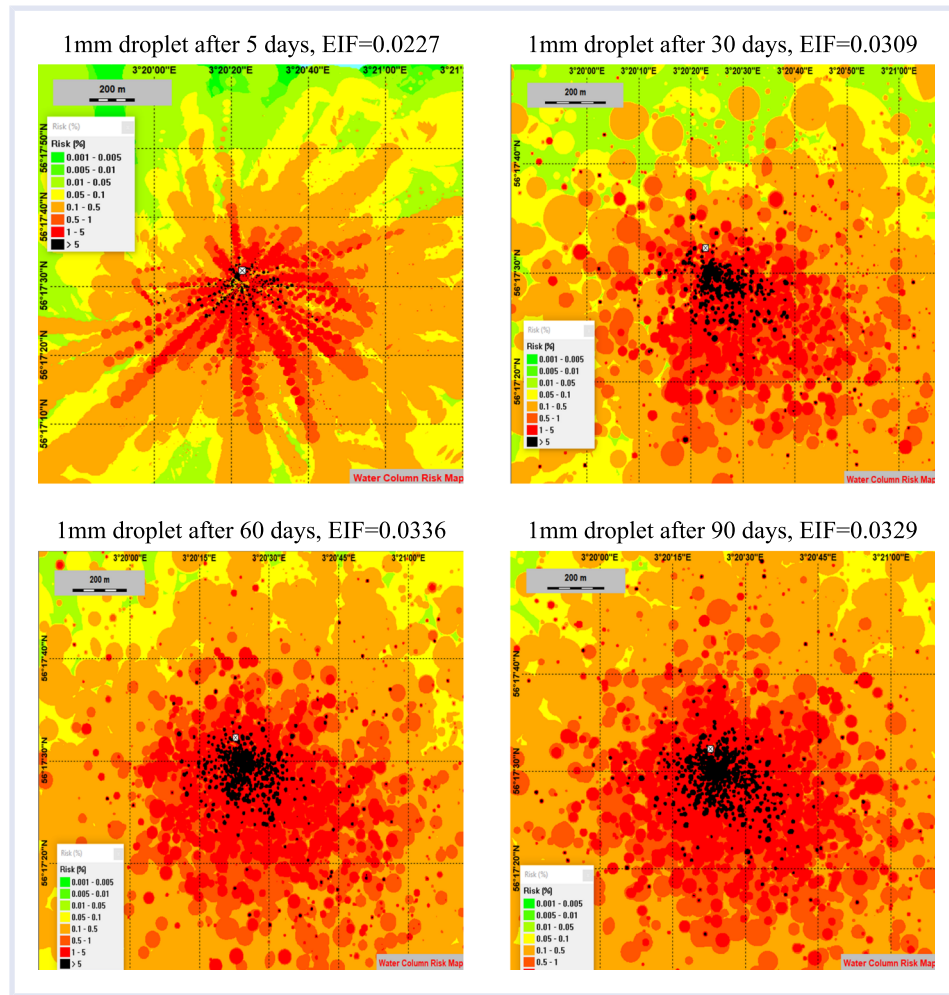 1mm droplet after 5 days, EIF=0.0227
3°20'00"E 3°20'20"E 3°20'40"E 3°21'00"E 3°21'
200 m
Risk (%)
Risk (%)
0.001 - 0.005
0.005 - 0.01
0.01 - 0.05
0.05 - 0.1
0.1 - 0.5
0.5 - 1
1 - 5
> 5
56°17'50"N
56°17'40"N
56°17'30"N
56°17'20"N
56°17'10"N
Water Column Risk Map
1mm droplet after 30 days, EIF=0.0309
3°20'00"E 3°20'10"E 3°20'20"E 3°20'30"E 3°20'40"E 3°20'50"E 3°21'00"E
200 m
56°17'40"N
56°17'30"N
56°17'20"N
Risk (%)
Risk (%)
0.001 - 0.005
0.005 - 0.01
0.01 - 0.05
0.05 - 0.1
0.1 - 0.5
0.5 - 1
1 - 5
> 5
Water Column Risk Map
1mm droplet after 60 days, EIF=0.0336
3°20'00"E 3°20'15"E 3°20'30"E 3°20'45"E 3°21'00"E
200 m
56°17'40"N
56°17'30"N
56°17'20"N
Risk (%)
Risk (%)
0.001 - 0.005
0.005 - 0.01
0.01 - 0.05
0.05 - 0.1
0.1 - 0.5
0.5 - 1
1 - 5
> 5
Water Column Risk Map
1mm droplet after 90 days, EIF=0.0329
3°20'00"E 3°20'15"E 3°20'30"E 3°20'45"E 3°21'00"E
200 m
56°17'40"N
56°17'30"N
56°17'20"N
Risk (%)
Risk (%)
0.001 - 0.005
0.005 - 0.01
0.01 - 0.05
0.05 - 0.1
0.1 - 0.5
0.5 - 1
Water Column Risk Map